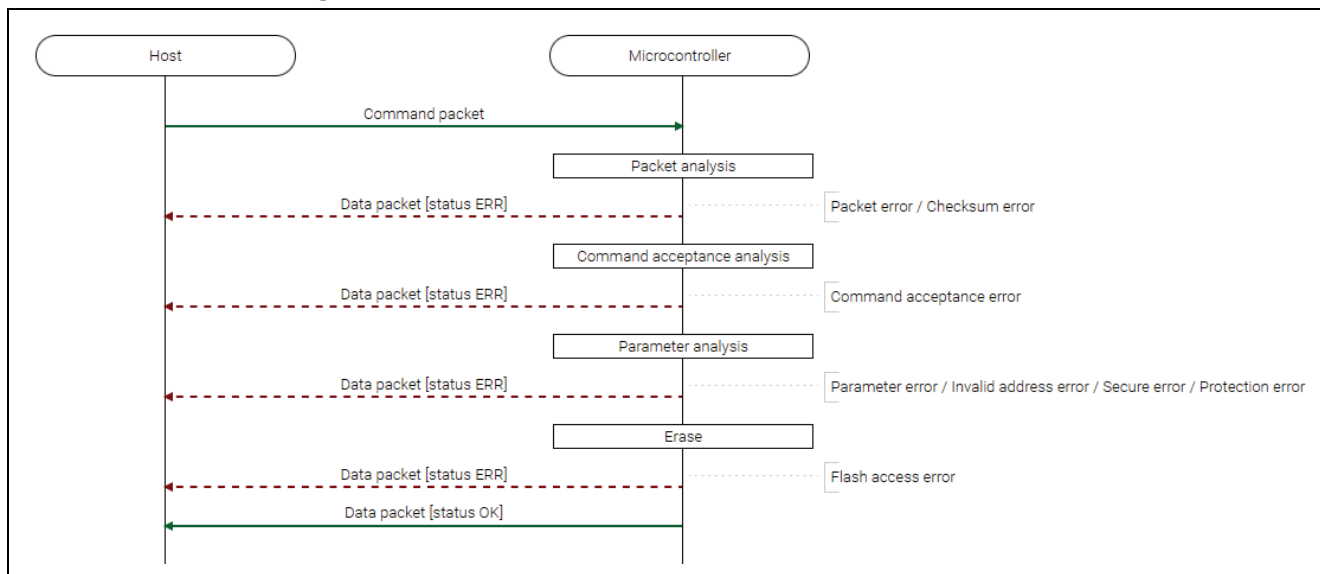 Host
Microcontroller
Command packet
Packet analysis
Data packet [status ERR]
Packet error / Checksum error
Command acceptance analysis
Data packet [status ERR]
Command acceptance error
Parameter analysis
Data packet [status ERR]
Parameter error / Invalid address error / Secure error / Protection error
Erase
Data packet [status ERR]
Flash access error
Data packet [status OK]